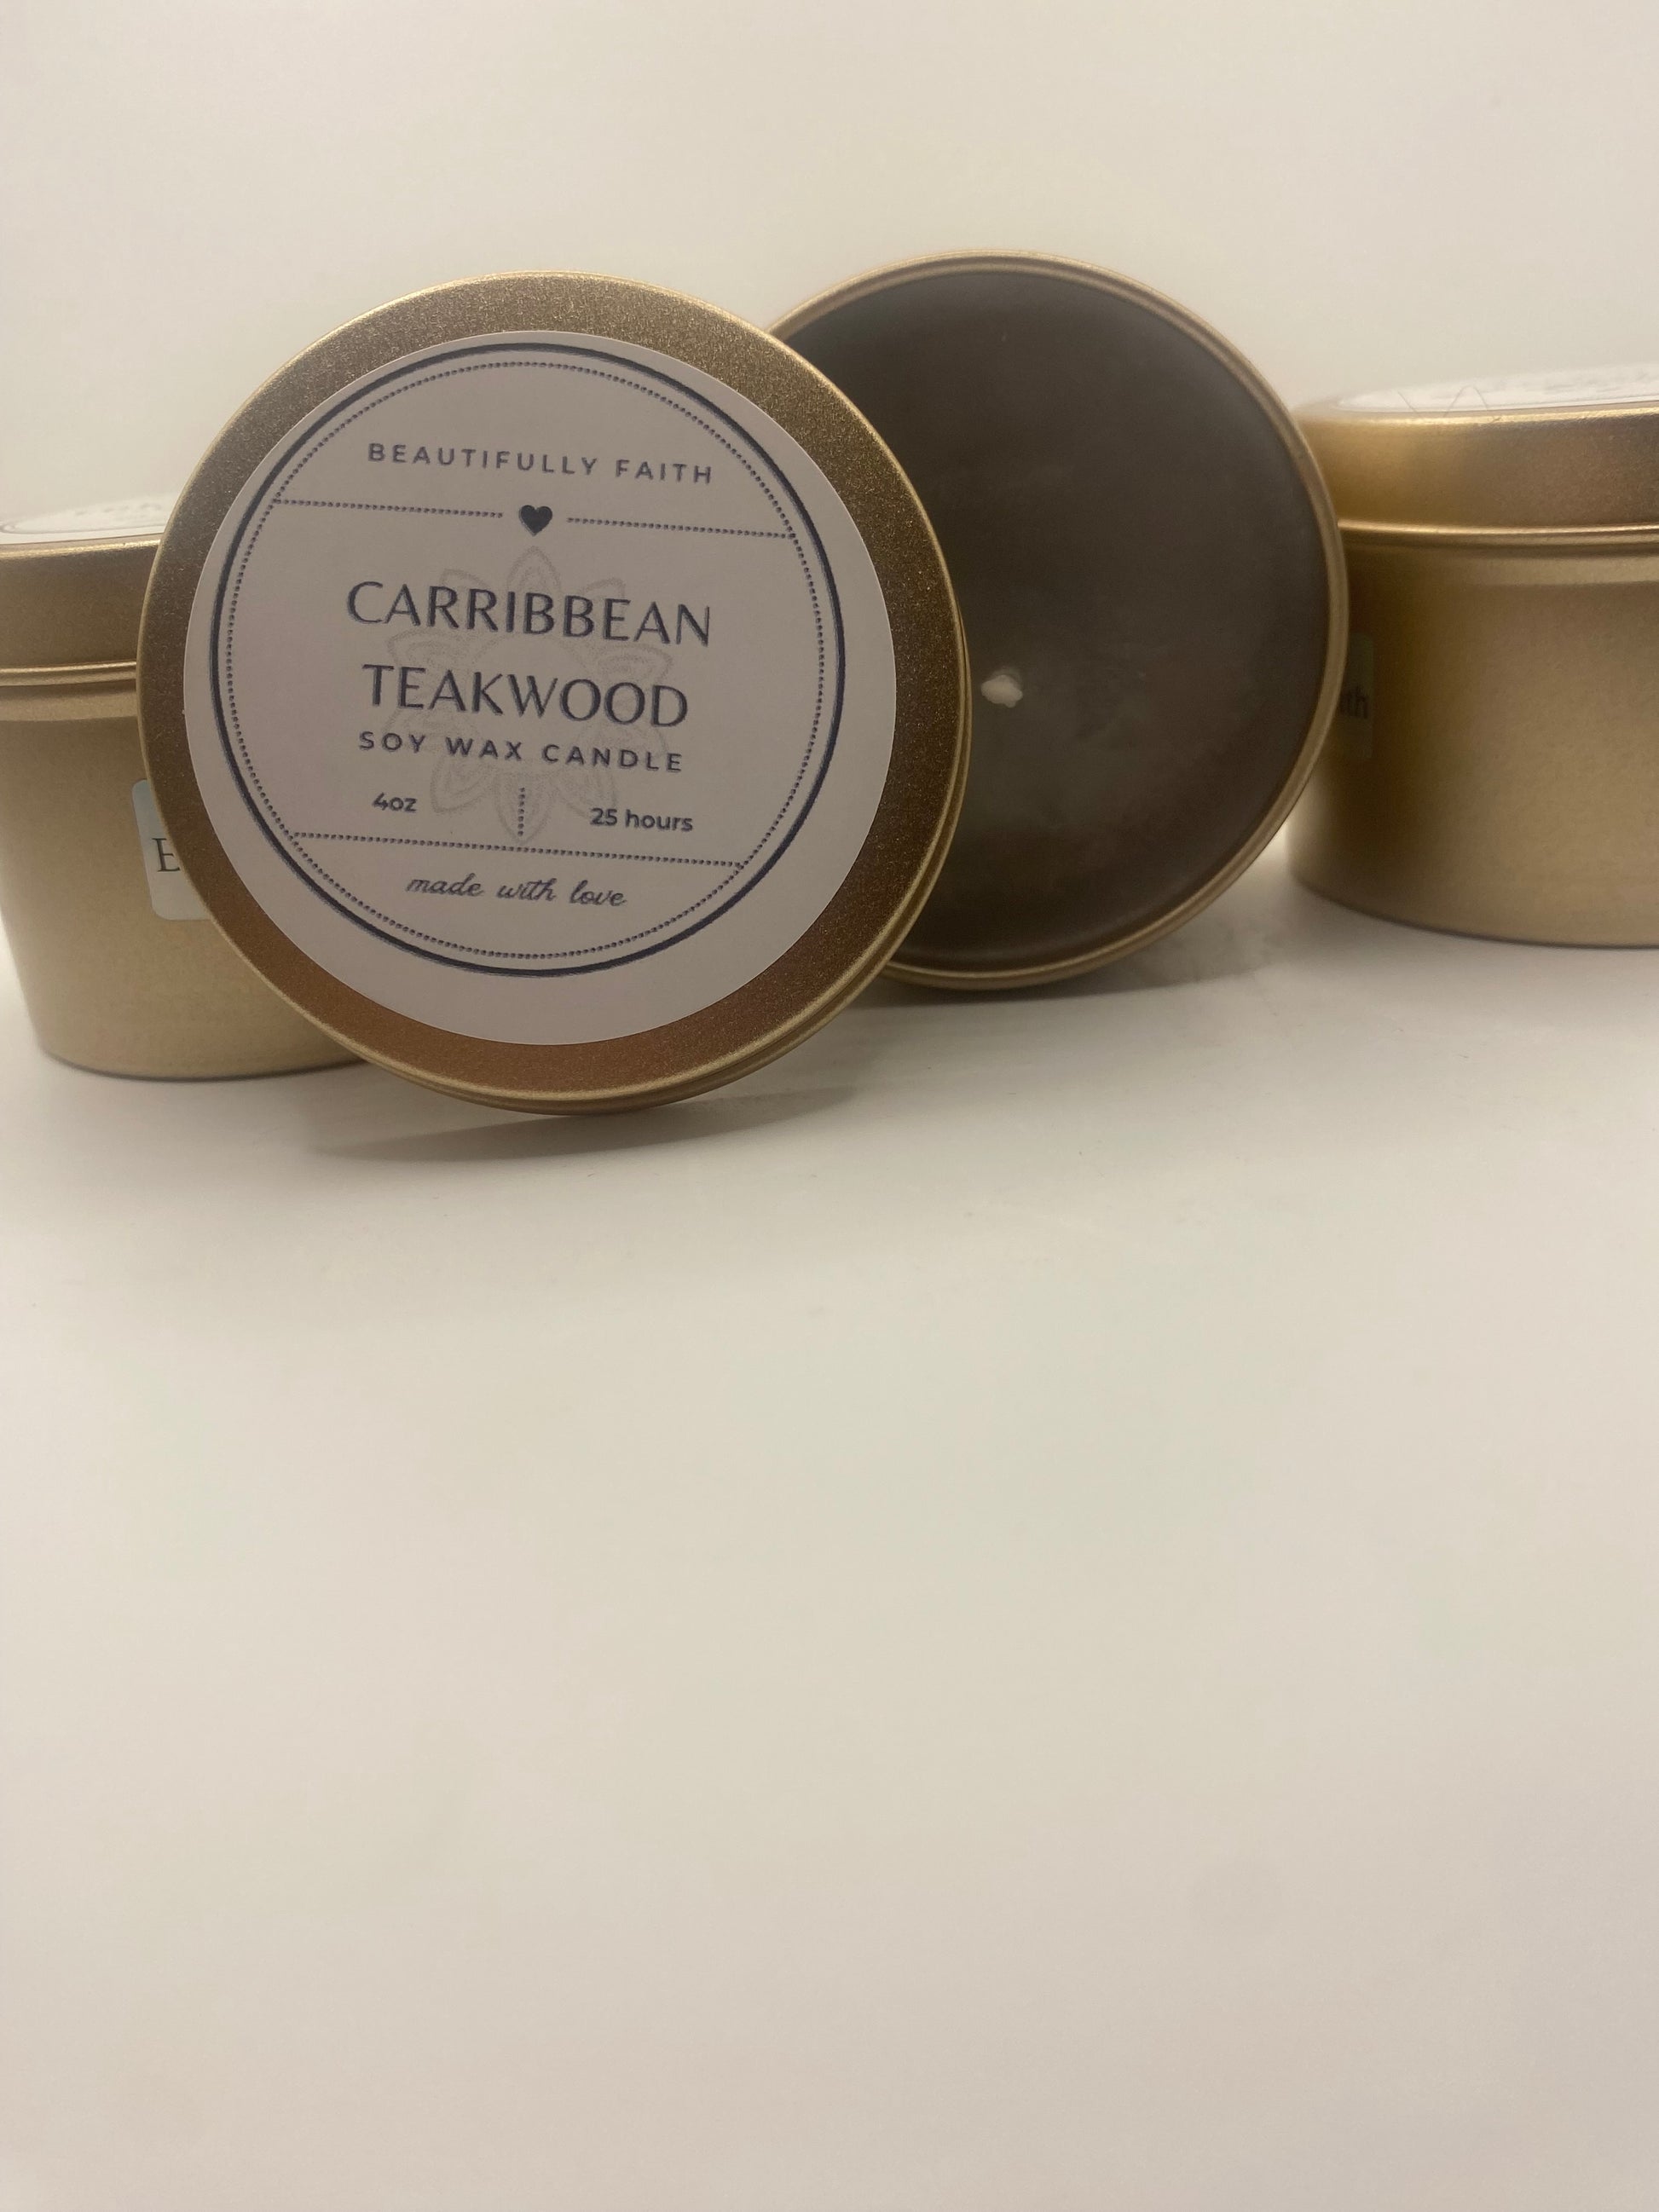 BEAUTIFULLY FAITH
CARRIBBEAN
TEAKWOOD
SOY WAX CANDLE
4oz 25 hours
made with love